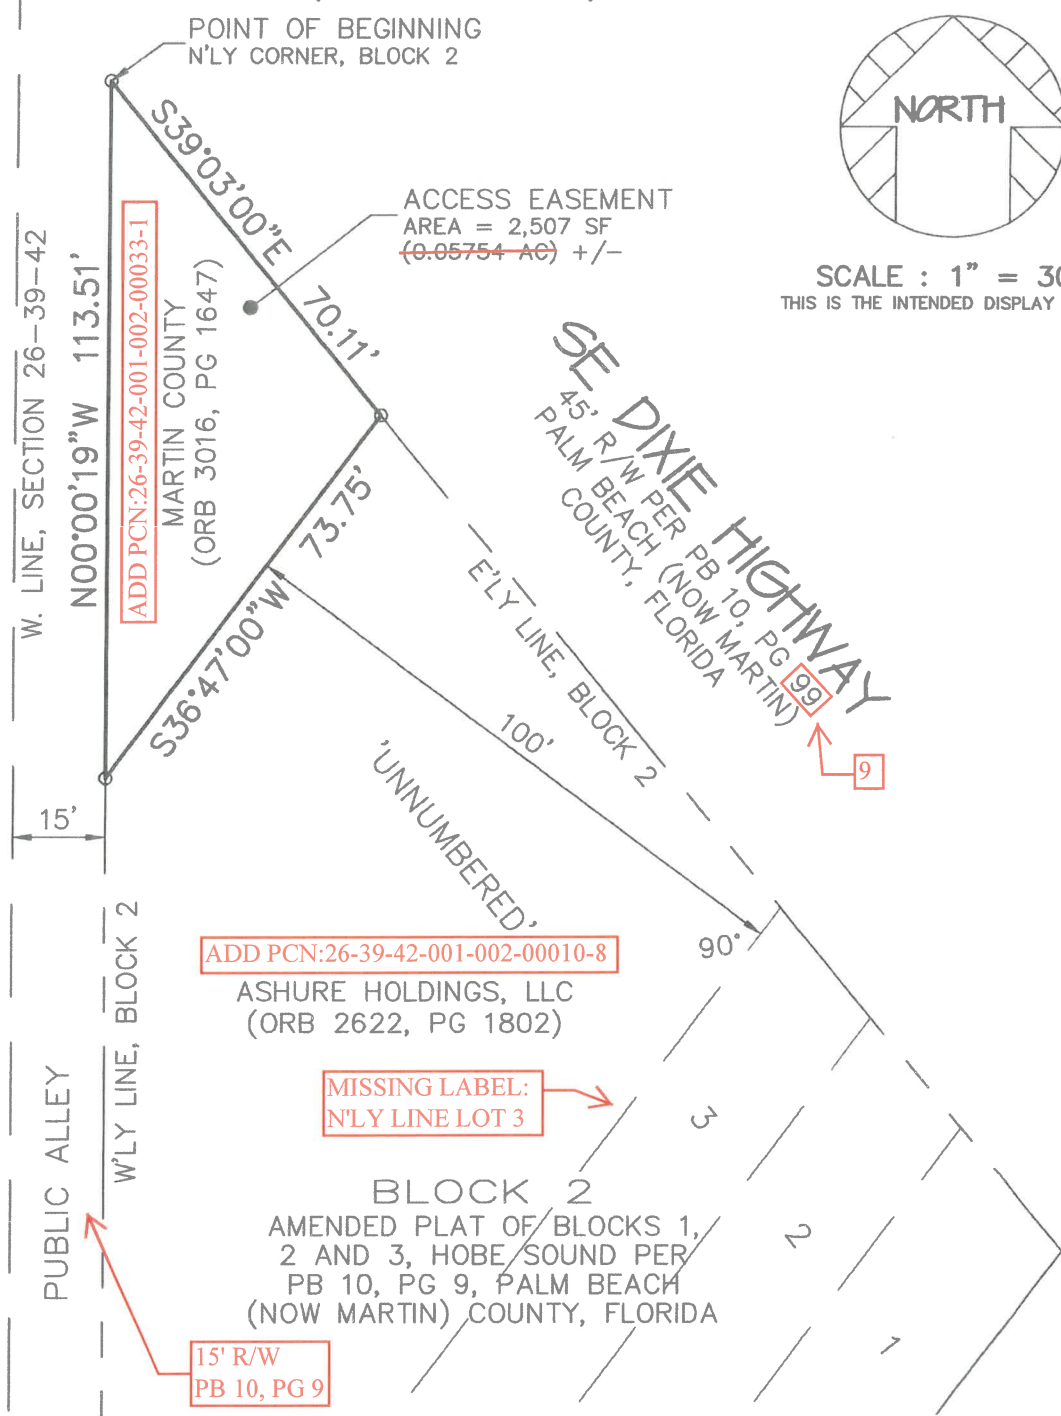 POINT OF BEGINNING
N'LY CORNER, BLOCK 2
NORTH
SCALE : 1" = 30
THIS IS THE INTENDED DISPLAY
S39°03'00"E 70.11'
ACCESS EASEMENT
AREA = 2,507 SF
(0.05754 AC) +/-
W. LINE, SECTION 26-39-42
N00°00'19"W 113.51'
ADD PCN:26-39-42-001-002-00033-1
MARTIN COUNTY
(ORB 3016, PG 1647)
S36°47'00"W 73.75'
SE DIXIE HIGHWAY
45' R/W PER PB 10, PG 99
PALM BEACH (NOW MARTIN)
COUNTY, FLORIDA
9
E'LY LINE, BLOCK 2
100'
'UNNUMBERED'
15'
90°
ADD PCN:26-39-42-001-002-00010-8
ASHURE HOLDINGS, LLC
(ORB 2622, PG 1802)
W'LY LINE, BLOCK 2
PUBLIC ALLEY
MISSING LABEL:
N'LY LINE LOT 3
3
2
1
BLOCK 2
AMENDED PLAT OF BLOCKS 1,
2 AND 3, HOBE SOUND PER
PB 10, PG 9, PALM BEACH
(NOW MARTIN) COUNTY, FLORIDA
15' R/W
PB 10, PG 9